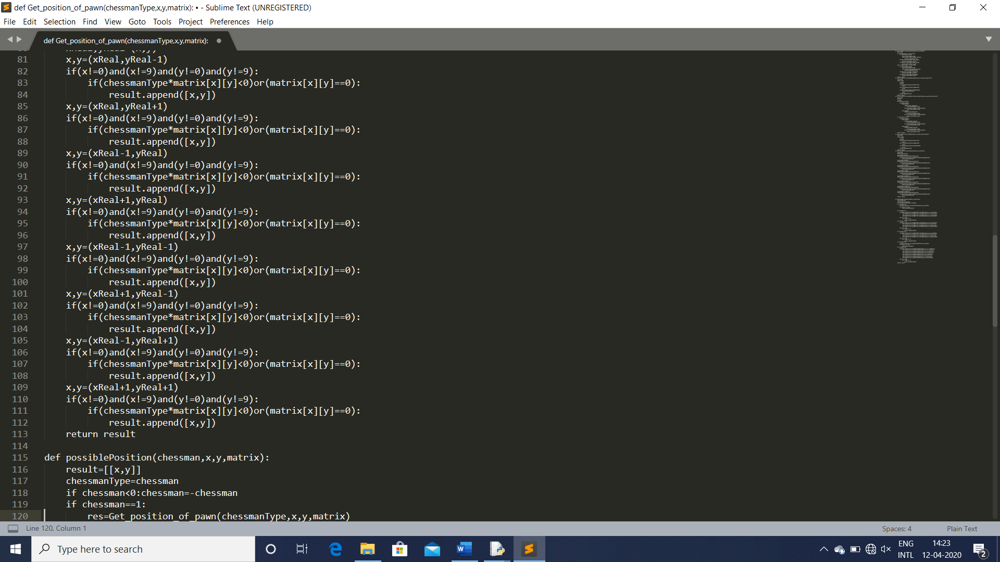 def Get_position_of_pawn(chessmanType,x,y,matrix): • - Sublime Text (UNREGISTERED)
File Edit Selection Find View Goto Tools Project Preferences Help
def Get_position_of_pawn(chessmanType,x,y,matrix):
81 x,y=(xReal,yReal-1)
82 if(x!=0)and(x!=9)and(y!=0)and(y!=9):
83 if(chessmanType*matrix[x][y]<0)or(matrix[x][y]==0):
84 result.append([x,y])
85 x,y=(xReal,yReal+1)
86 if(x!=0)and(x!=9)and(y!=0)and(y!=9):
87 if(chessmanType*matrix[x][y]<0)or(matrix[x][y]==0):
88 result.append([x,y])
89 x,y=(xReal-1,yReal)
90 if(x!=0)and(x!=9)and(y!=0)and(y!=9):
91 if(chessmanType*matrix[x][y]<0)or(matrix[x][y]==0):
92 result.append([x,y])
93 x,y=(xReal+1,yReal)
94 if(x!=0)and(x!=9)and(y!=0)and(y!=9):
95 if(chessmanType*matrix[x][y]<0)or(matrix[x][y]==0):
96 result.append([x,y])
97 x,y=(xReal-1,yReal-1)
98 if(x!=0)and(x!=9)and(y!=0)and(y!=9):
99 if(chessmanType*matrix[x][y]<0)or(matrix[x][y]==0):
100 result.append([x,y])
101 x,y=(xReal+1,yReal-1)
102 if(x!=0)and(x!=9)and(y!=0)and(y!=9):
103 if(chessmanType*matrix[x][y]<0)or(matrix[x][y]==0):
104 result.append([x,y])
105 x,y=(xReal-1,yReal+1)
106 if(x!=0)and(x!=9)and(y!=0)and(y!=9):
107 if(chessmanType*matrix[x][y]<0)or(matrix[x][y]==0):
108 result.append([x,y])
109 x,y=(xReal+1,yReal+1)
110 if(x!=0)and(x!=9)and(y!=0)and(y!=9):
111 if(chessmanType*matrix[x][y]<0)or(matrix[x][y]==0):
112 result.append([x,y])
113 return result
114
115 def possiblePosition(chessman,x,y,matrix):
116 result=[[x,y]]
117 chessmanType=chessman
118 if chessman<0:chessman=-chessman
119 if chessman==1:
120 res=Get_position_of_pawn(chessmanType,x,y,matrix)
Line 120, Column 1
Spaces: 4 Plain Text
Type here to search
ENG 14:23
INTL 12-04-2020
2